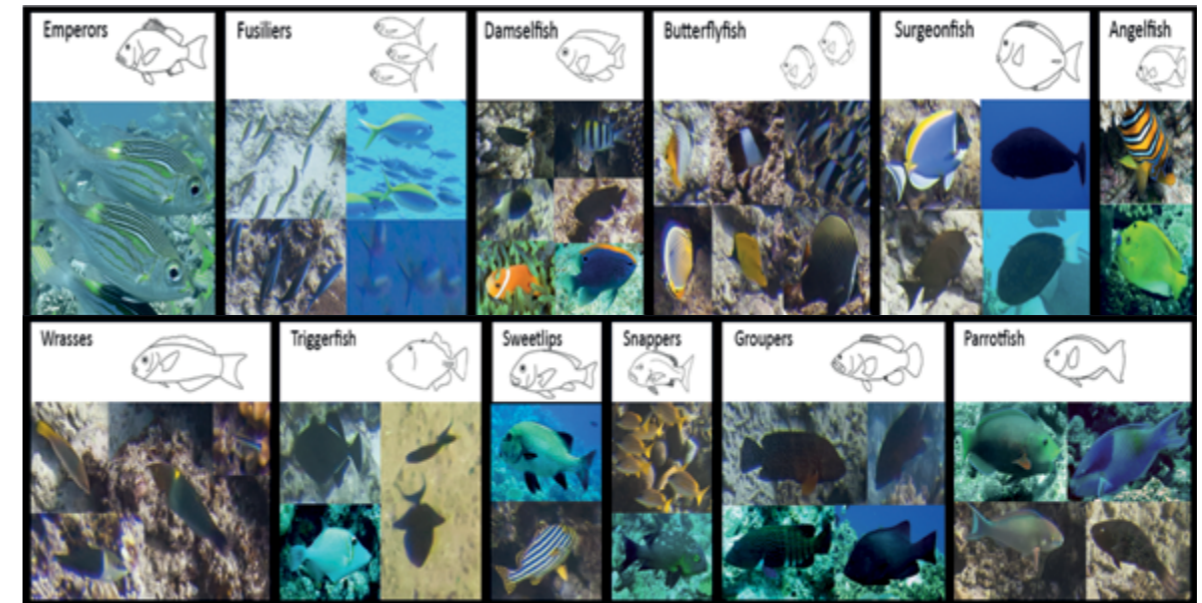 Emperors
Fusiliers
Damselfish
Butterflyfish
Surgeonfish
Angelfish
Wrasses
Triggerfish
Sweetlips
Snappers
Groupers
Parrotfish